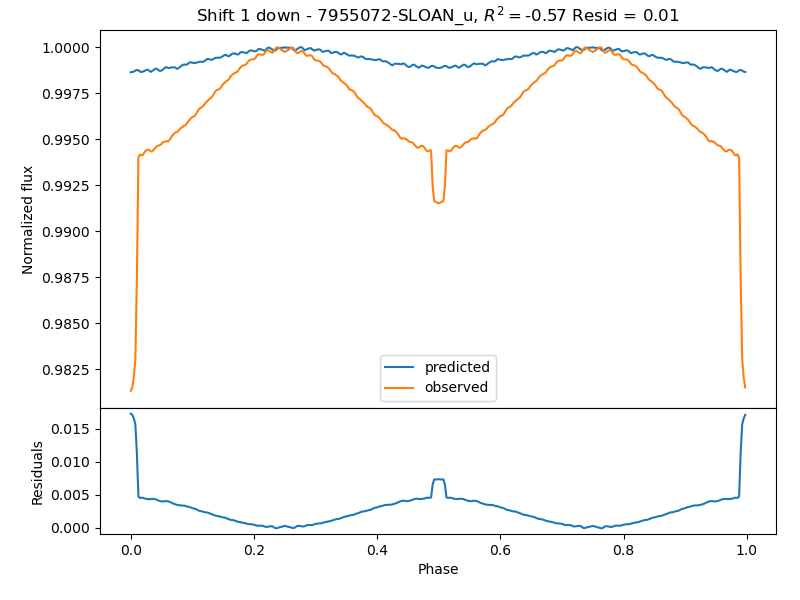 Shift 1 down - 7955072-SLOAN_u, R² = -0.57 Resid = 0.01
Normalized flux
1.0000
0.9975
0.9950
0.9925
0.9900
0.9875
0.9850
0.9825
predicted
observed
Residuals
0.015
0.010
0.005
0.000
0.0 0.2 0.4 0.6 0.8 1.0
Phase